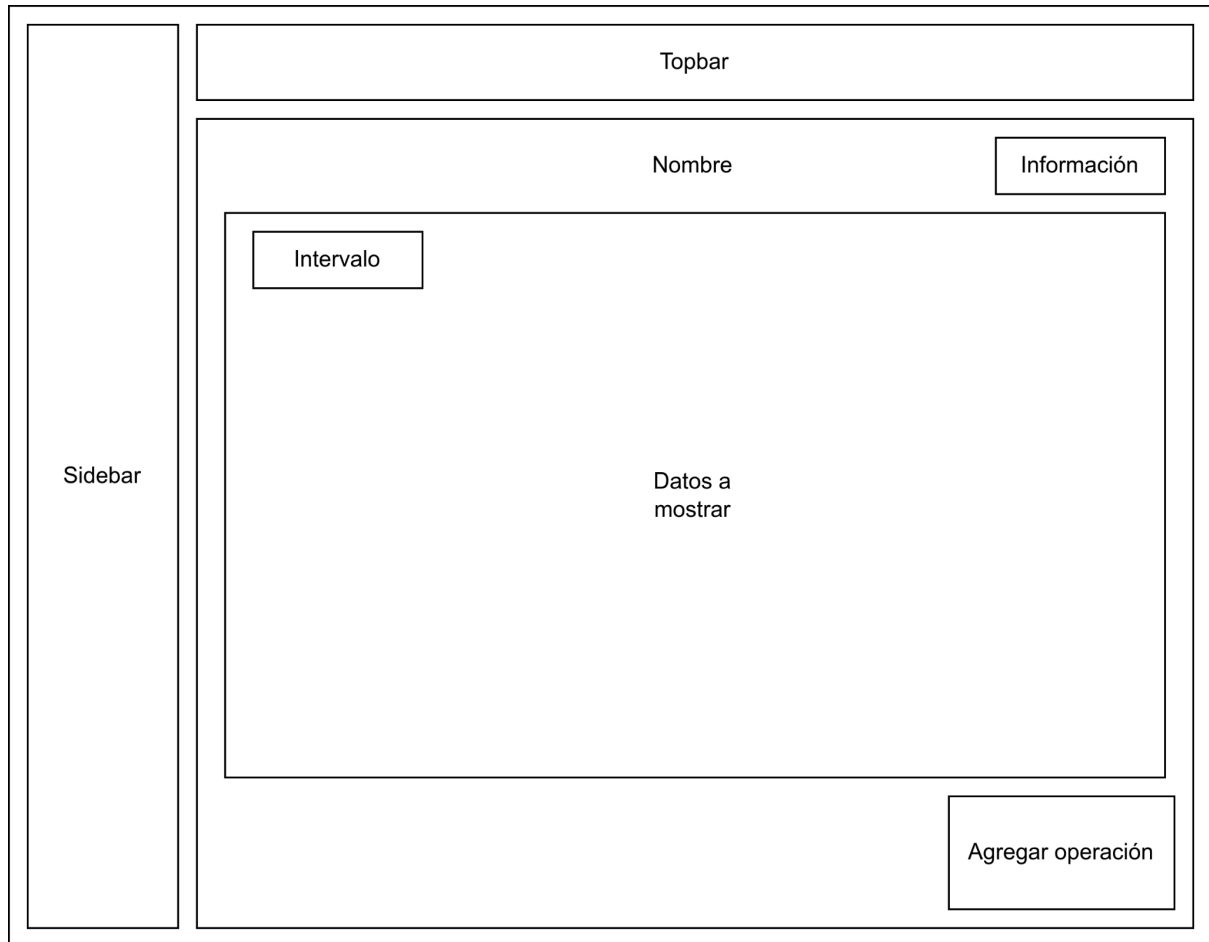 Topbar
Nombre
Información
Intervalo
Sidebar
Datos a
mostrar
Agregar operación